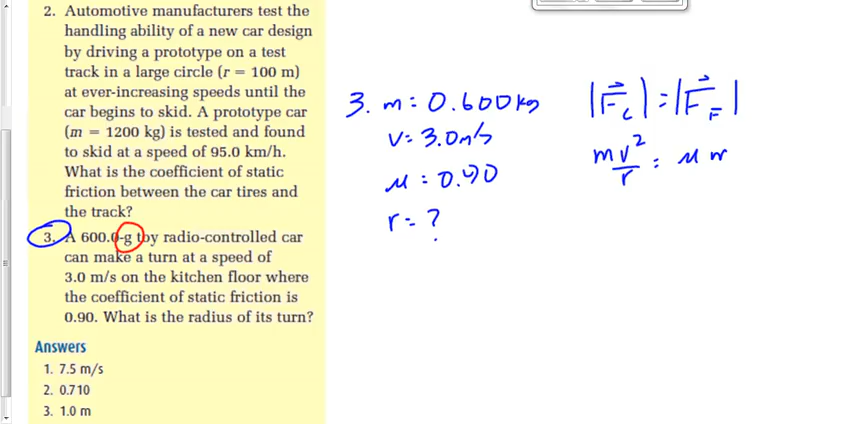 2. Automotive manufacturers test the
handling ability of a new car design
by driving a prototype on a test
track in a large circle (r = 100 m)
at ever-increasing speeds until the
car begins to skid. A prototype car
(m = 1200 kg) is tested and found
to skid at a speed of 95.0 km/h.
What is the coefficient of static
friction between the car tires and
the track?
3. A 600.0-g toy radio-controlled car
can make a turn at a speed of
3.0 m/s on the kitchen floor where
the coefficient of static friction is
0.90. What is the radius of its turn?
Answers
1. 7.5 m/s
2. 0.710
3. 1.0 m
3. m = 0.600 kg
v = 3.0 m/s
μ = 0.90
r = ?
|F⃗_c| = |F⃗_F|
mv²/r = μ m